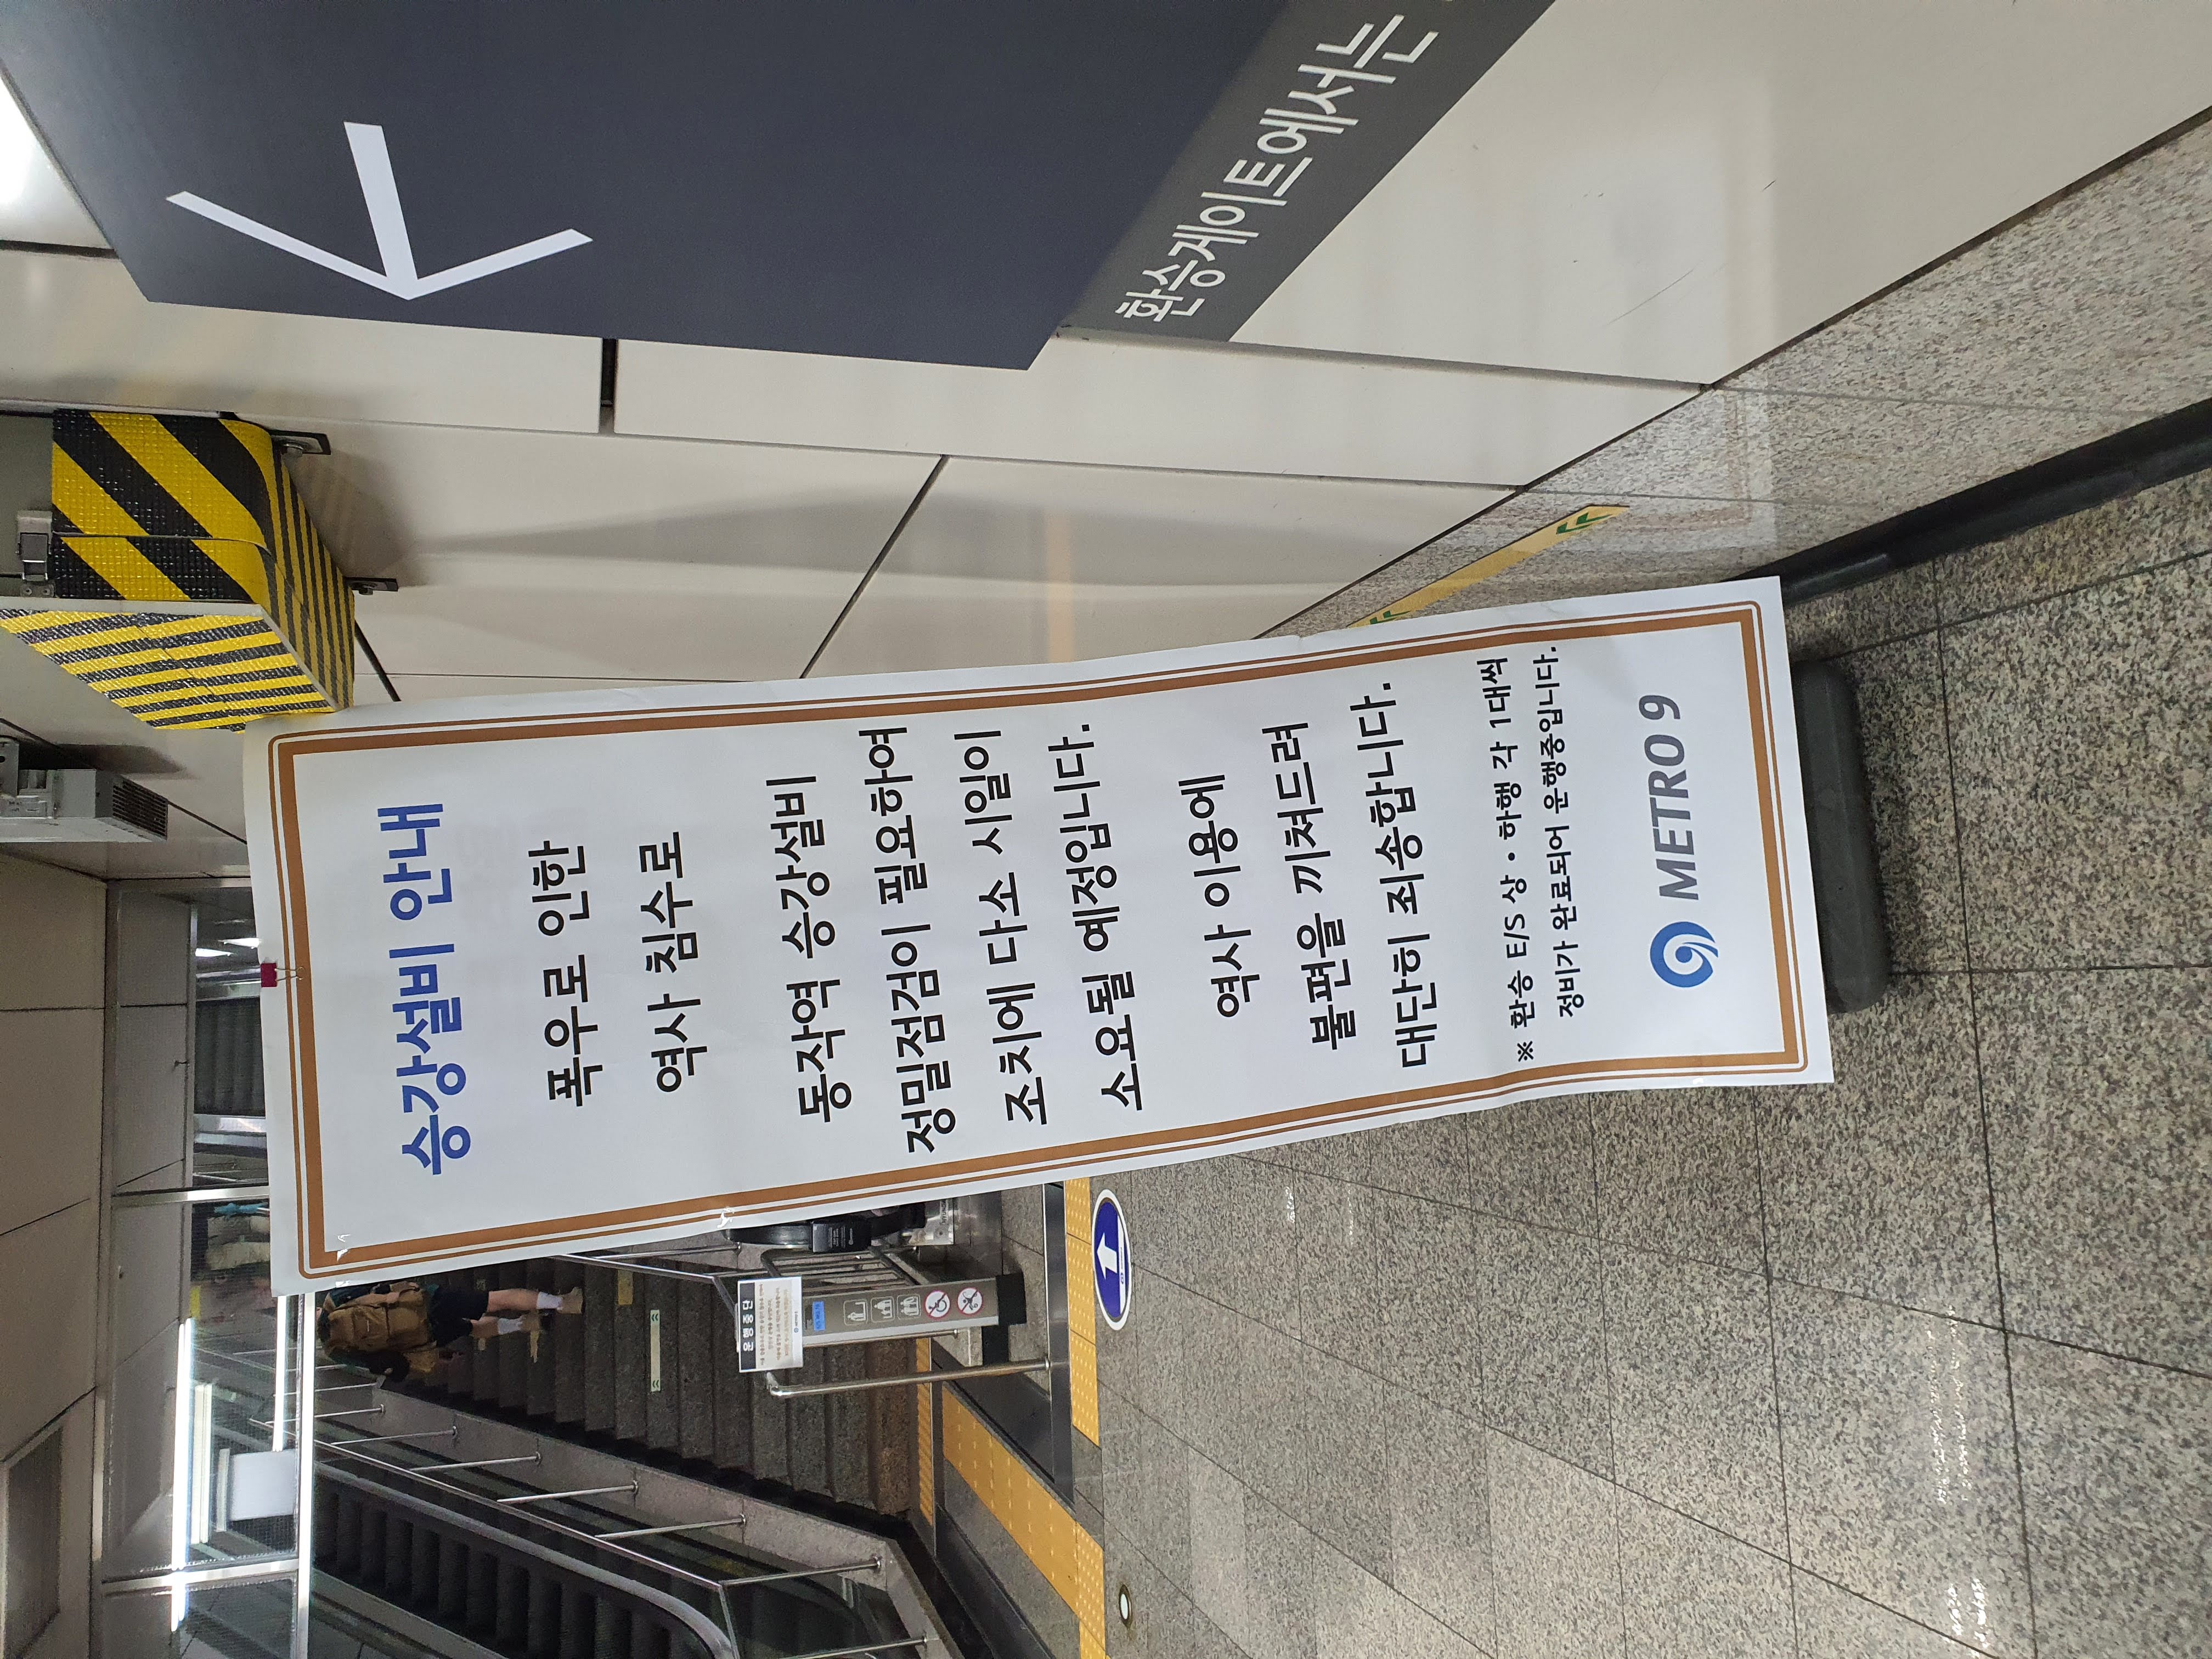 승강설비 안내
폭우로 인한
역사 침수로
동작역 승강설비
정밀점검이 필요하여
조치에 다소 시일이
소요될 예정입니다.
역사 이용에
불편을 끼쳐드려
대단히 죄송합니다.
※ 환승 E/S 상・하행 각 1대씩
정비가 완료되어 운행중입니다.
METRO 9
환승게이트에서는
운행중단